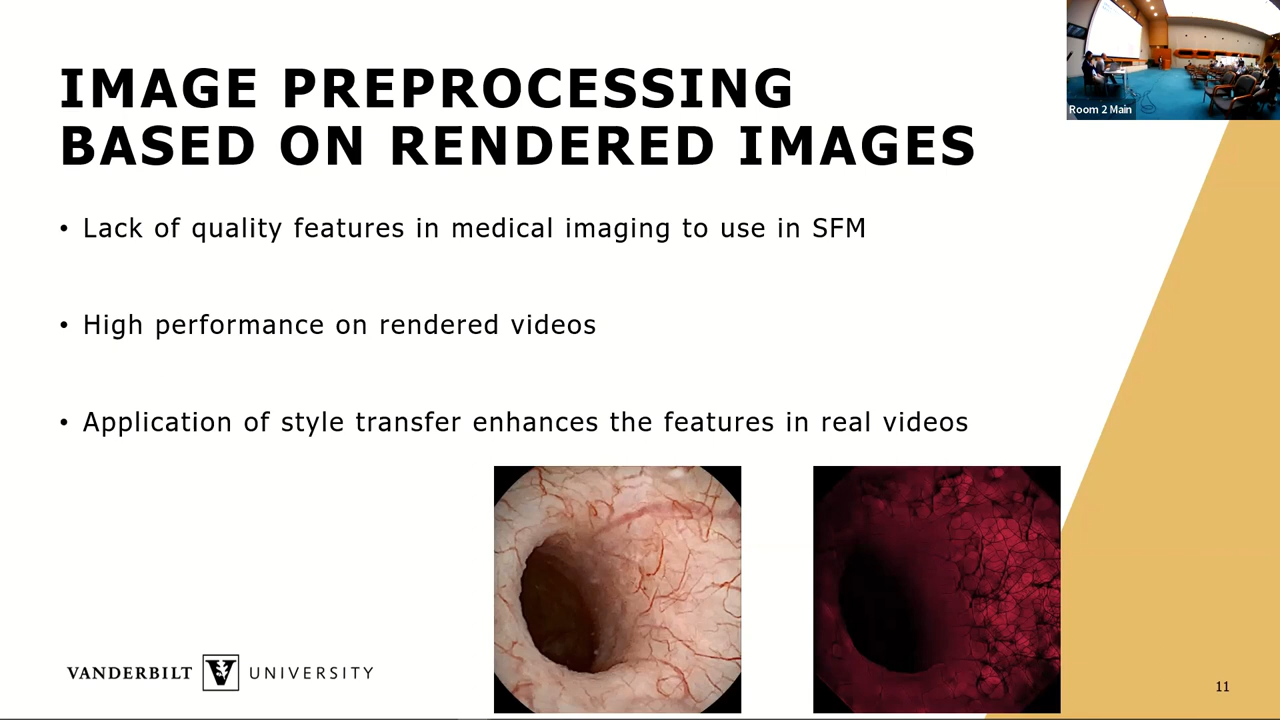 Room 2 Main
IMAGE PREPROCESSING
BASED ON RENDERED IMAGES
• Lack of quality features in medical imaging to use in SFM
• High performance on rendered videos
• Application of style transfer enhances the features in real videos
VANDERBILT V UNIVERSITY
11